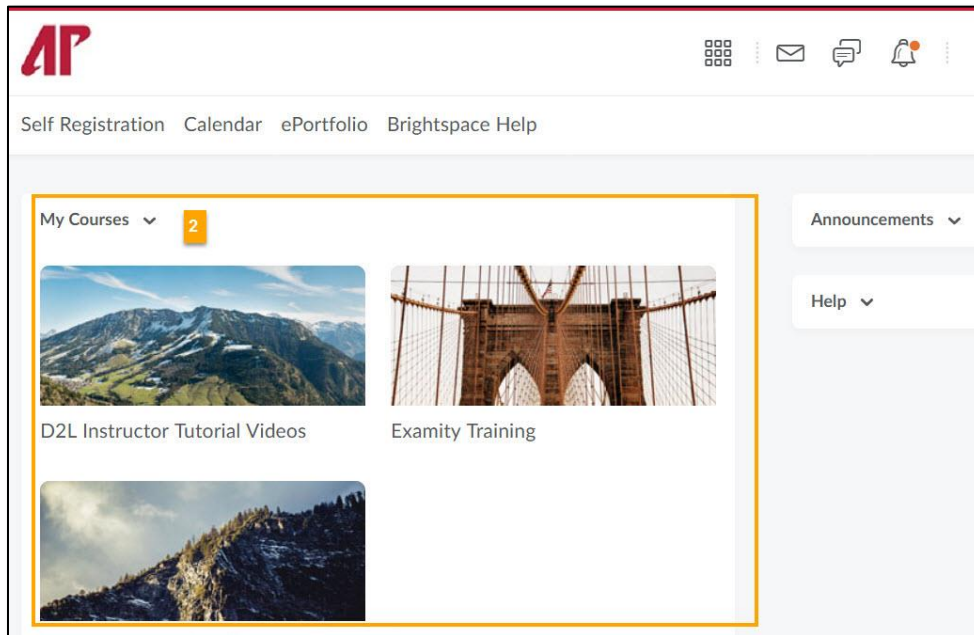 AP
Self Registration Calendar ePortfolio Brightspace Help
My Courses 2
Announcements
Help
D2L Instructor Tutorial Videos
Examity Training